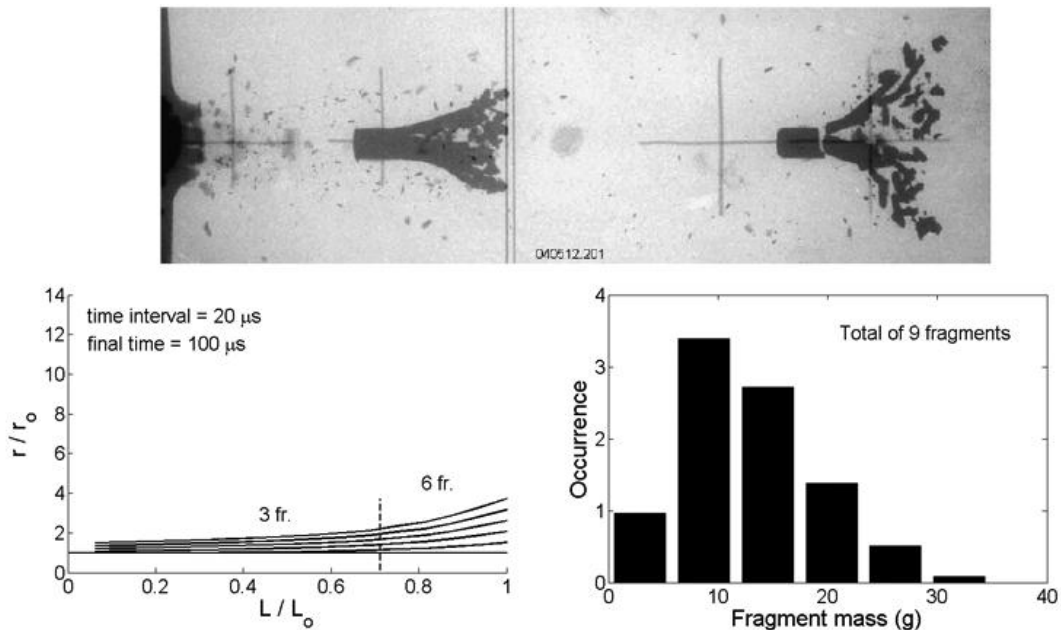 040512.201
14
12
10
8
6
4
2
0
time interval = 20 μs
final time = 100 μs
3 fr.
6 fr.
0 0.2 0.4 0.6 0.8 1
r / r_o
L / L_o
4
3
2
1
0
Total of 9 fragments
0 10 20 30 40
Occurrence
Fragment mass (g)